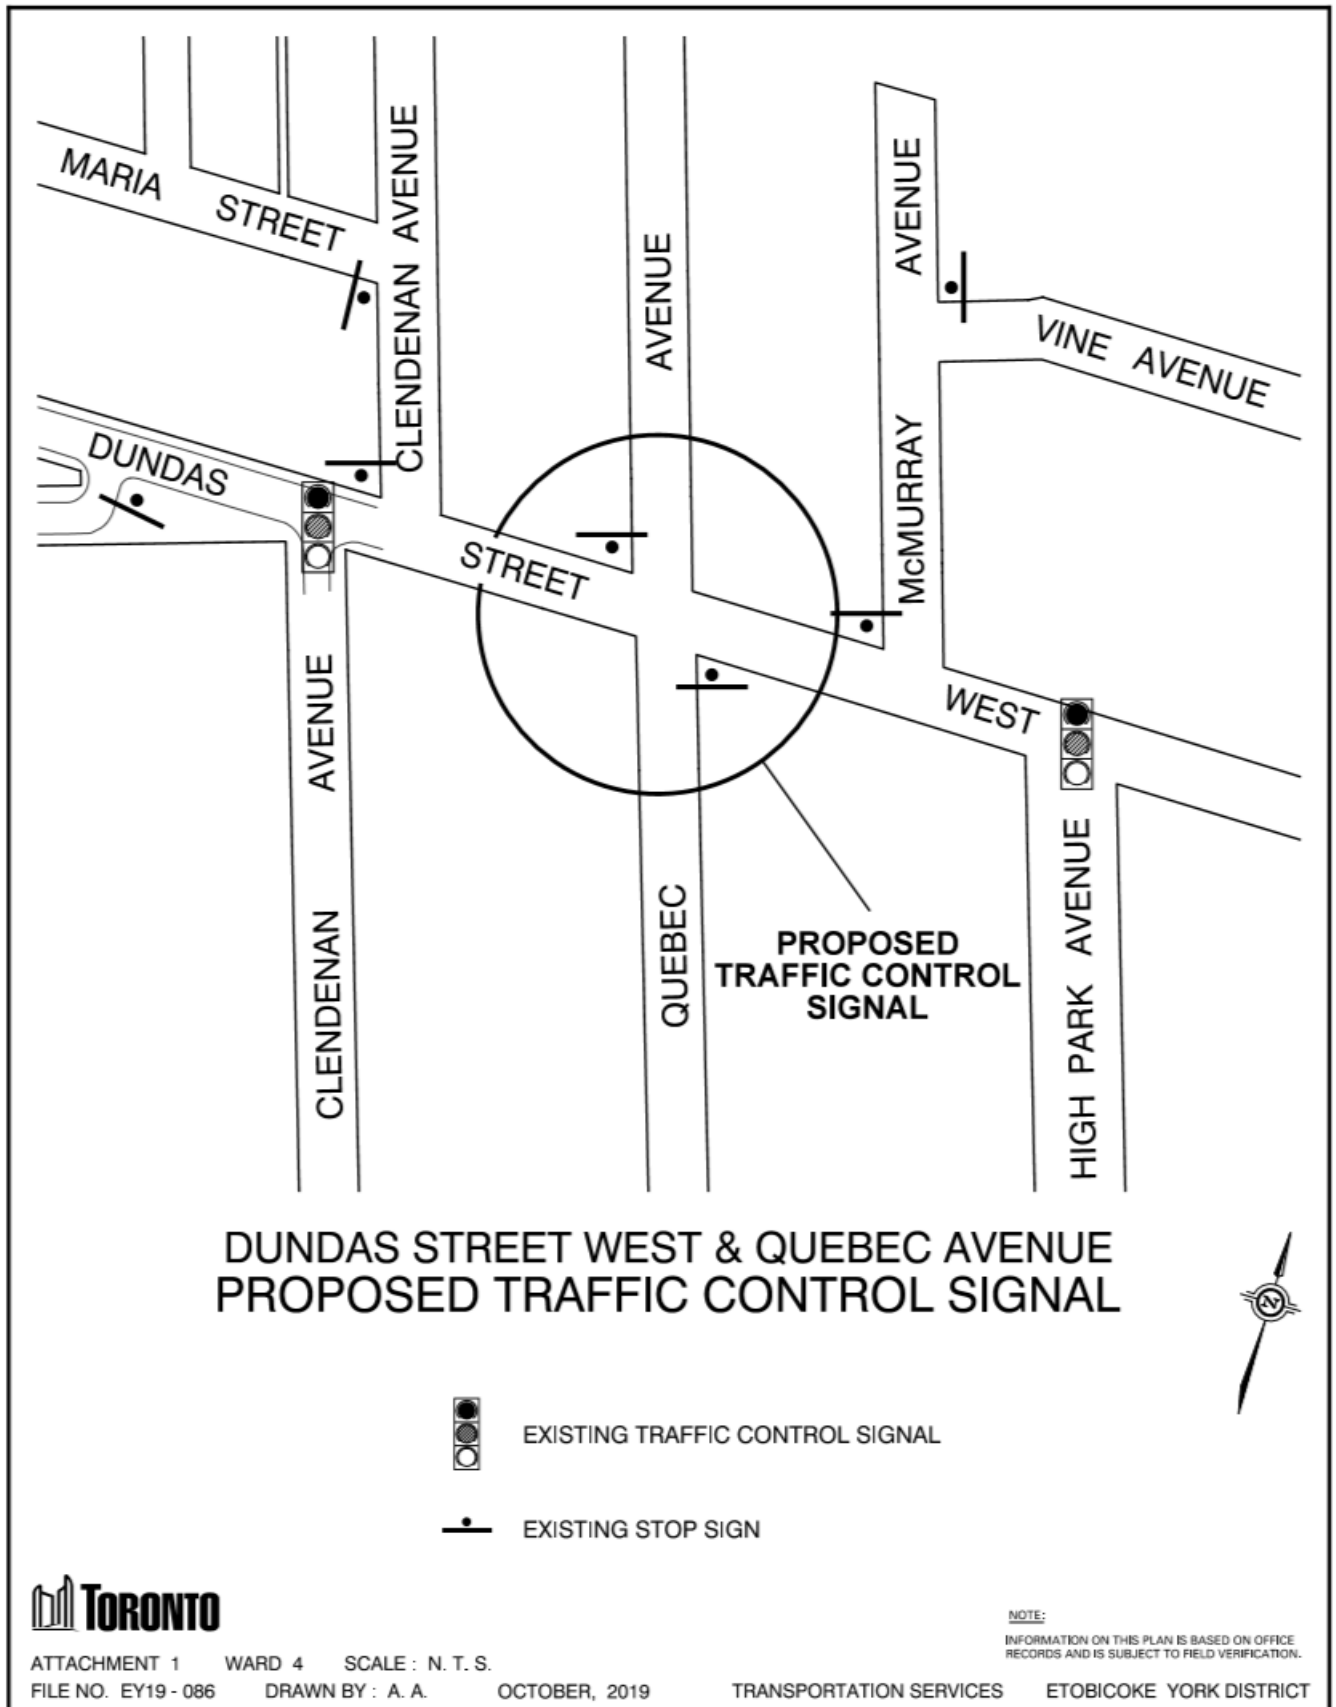 MARIA STREET
CLENDENAN AVENUE
AVENUE
AVENUE
VINE AVENUE
McMURRAY
DUNDAS
STREET
WEST
AVENUE
CLENDENAN
QUEBEC
HIGH PARK AVENUE
PROPOSED
TRAFFIC CONTROL
SIGNAL
DUNDAS STREET WEST & QUEBEC AVENUE
PROPOSED TRAFFIC CONTROL SIGNAL
N
EXISTING TRAFFIC CONTROL SIGNAL
EXISTING STOP SIGN
TORONTO
NOTE:
INFORMATION ON THIS PLAN IS BASED ON OFFICE
RECORDS AND IS SUBJECT TO FIELD VERIFICATION.
ATTACHMENT 1 WARD 4 SCALE : N. T. S.
FILE NO. EY19 - 086 DRAWN BY : A. A. OCTOBER, 2019 TRANSPORTATION SERVICES ETOBICOKE YORK DISTRICT